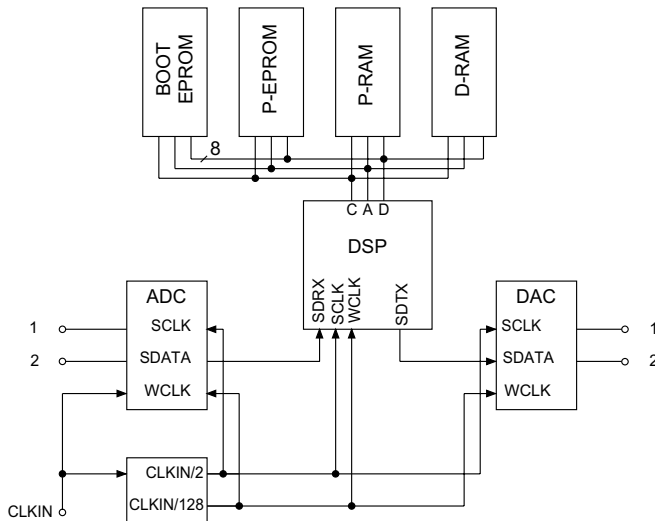 BOOT
EPROM
P-EPROM
P-RAM
D-RAM
8
C A D
DSP
SDRX
SCLK
WCLK
SDTX
ADC
SCLK
SDATA
WCLK
1
2
DAC
SCLK
SDATA
WCLK
1
2
CLKIN/2
CLKIN/128
CLKIN